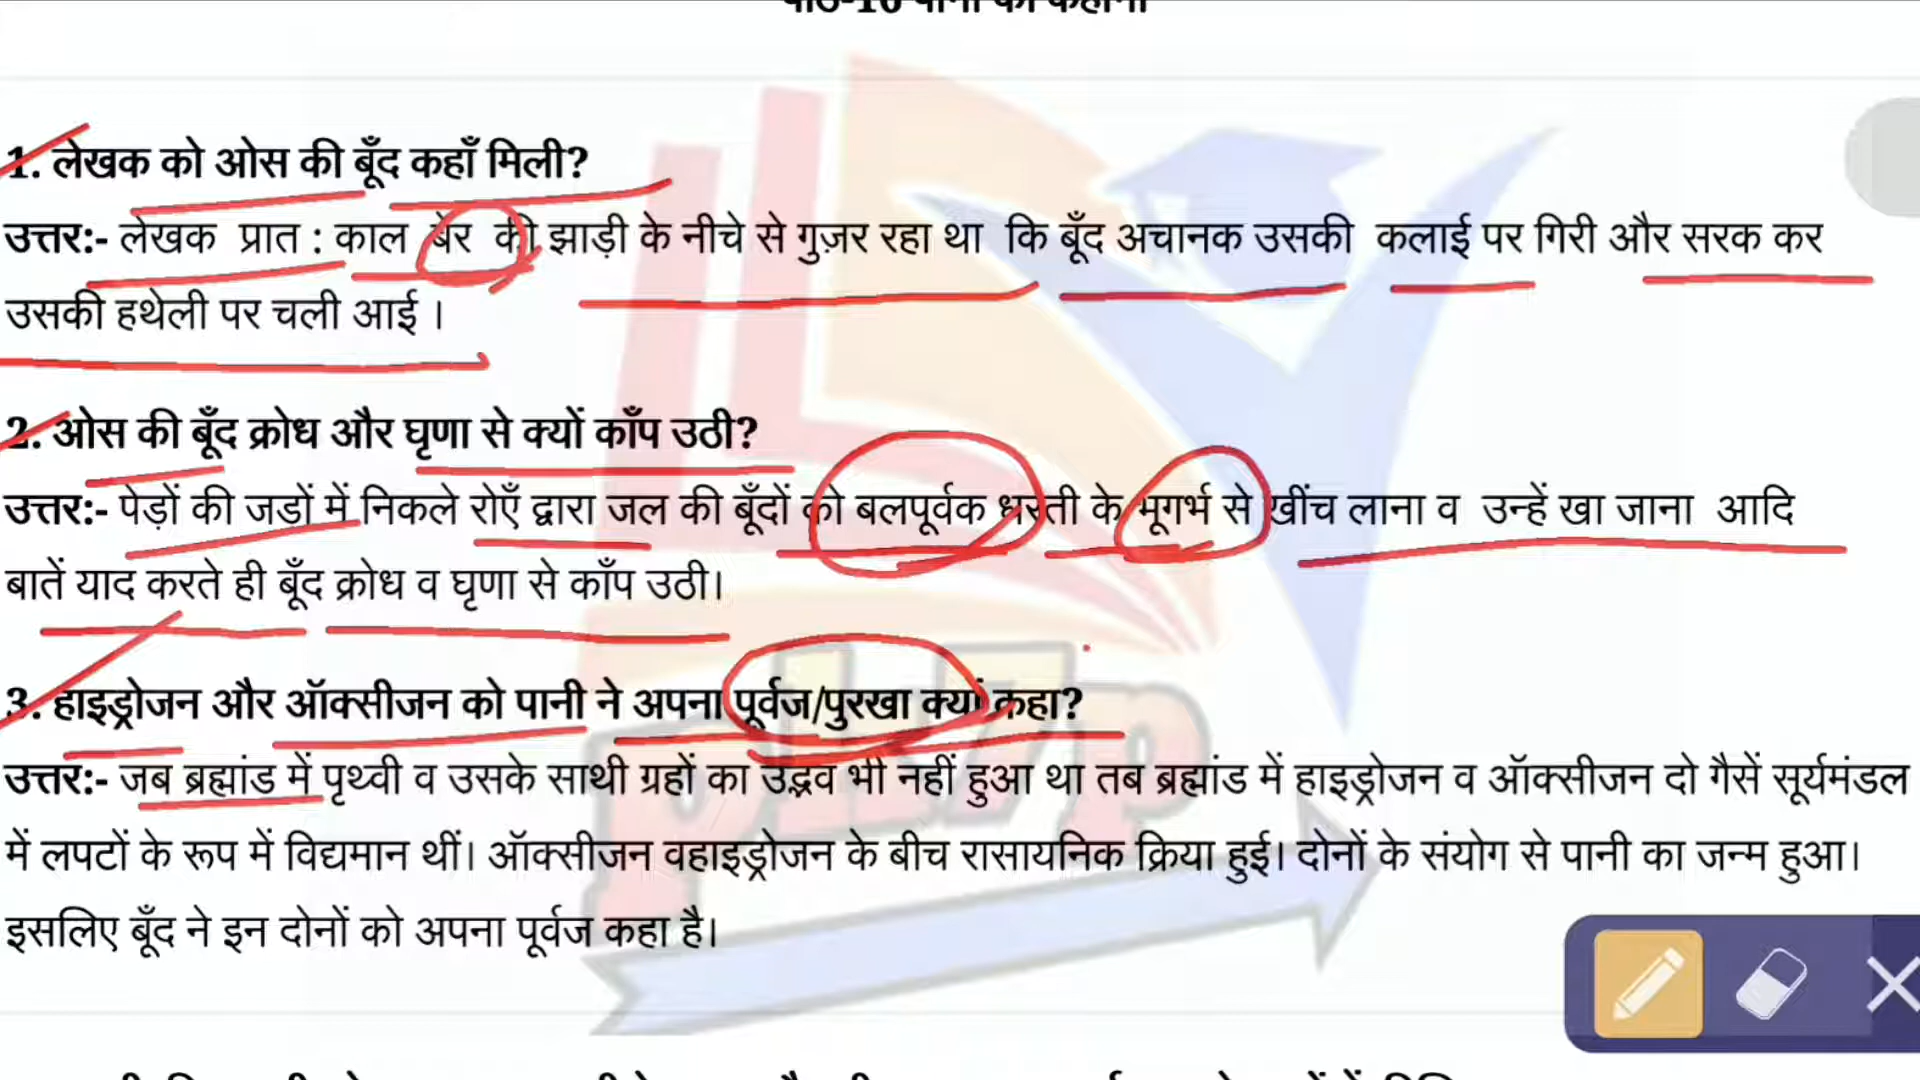 पाठ-16 पानी की कहानी
1. लेखक को ओस की बूँद कहाँ मिली?
उत्तर:- लेखक प्रात : काल बेर की झाड़ी के नीचे से गुज़र रहा था कि बूँद अचानक उसकी कलाई पर गिरी और सरक कर
उसकी हथेली पर चली आई ।
2. ओस की बूँद क्रोध और घृणा से क्यों काँप उठी?
उत्तर:- पेड़ों की जडों में निकले रोएँ द्वारा जल की बूँदों को बलपूर्वक धरती के भूगर्भ से खींच लाना व उन्हें खा जाना आदि
बातें याद करते ही बूँद क्रोध व घृणा से काँप उठी।
3. हाइड्रोजन और ऑक्सीजन को पानी ने अपना पूर्वज/पुरखा क्यों कहा?
उत्तर:- जब ब्रह्मांड में पृथ्वी व उसके साथी ग्रहों का उद्भव भी नहीं हुआ था तब ब्रह्मांड में हाइड्रोजन व ऑक्सीजन दो गैसें सूर्यमंडल
में लपटों के रूप में विद्यमान थीं। ऑक्सीजन वहाइड्रोजन के बीच रासायनिक क्रिया हुई। दोनों के संयोग से पानी का जन्म हुआ।
इसलिए बूँद ने इन दोनों को अपना पूर्वज कहा है।